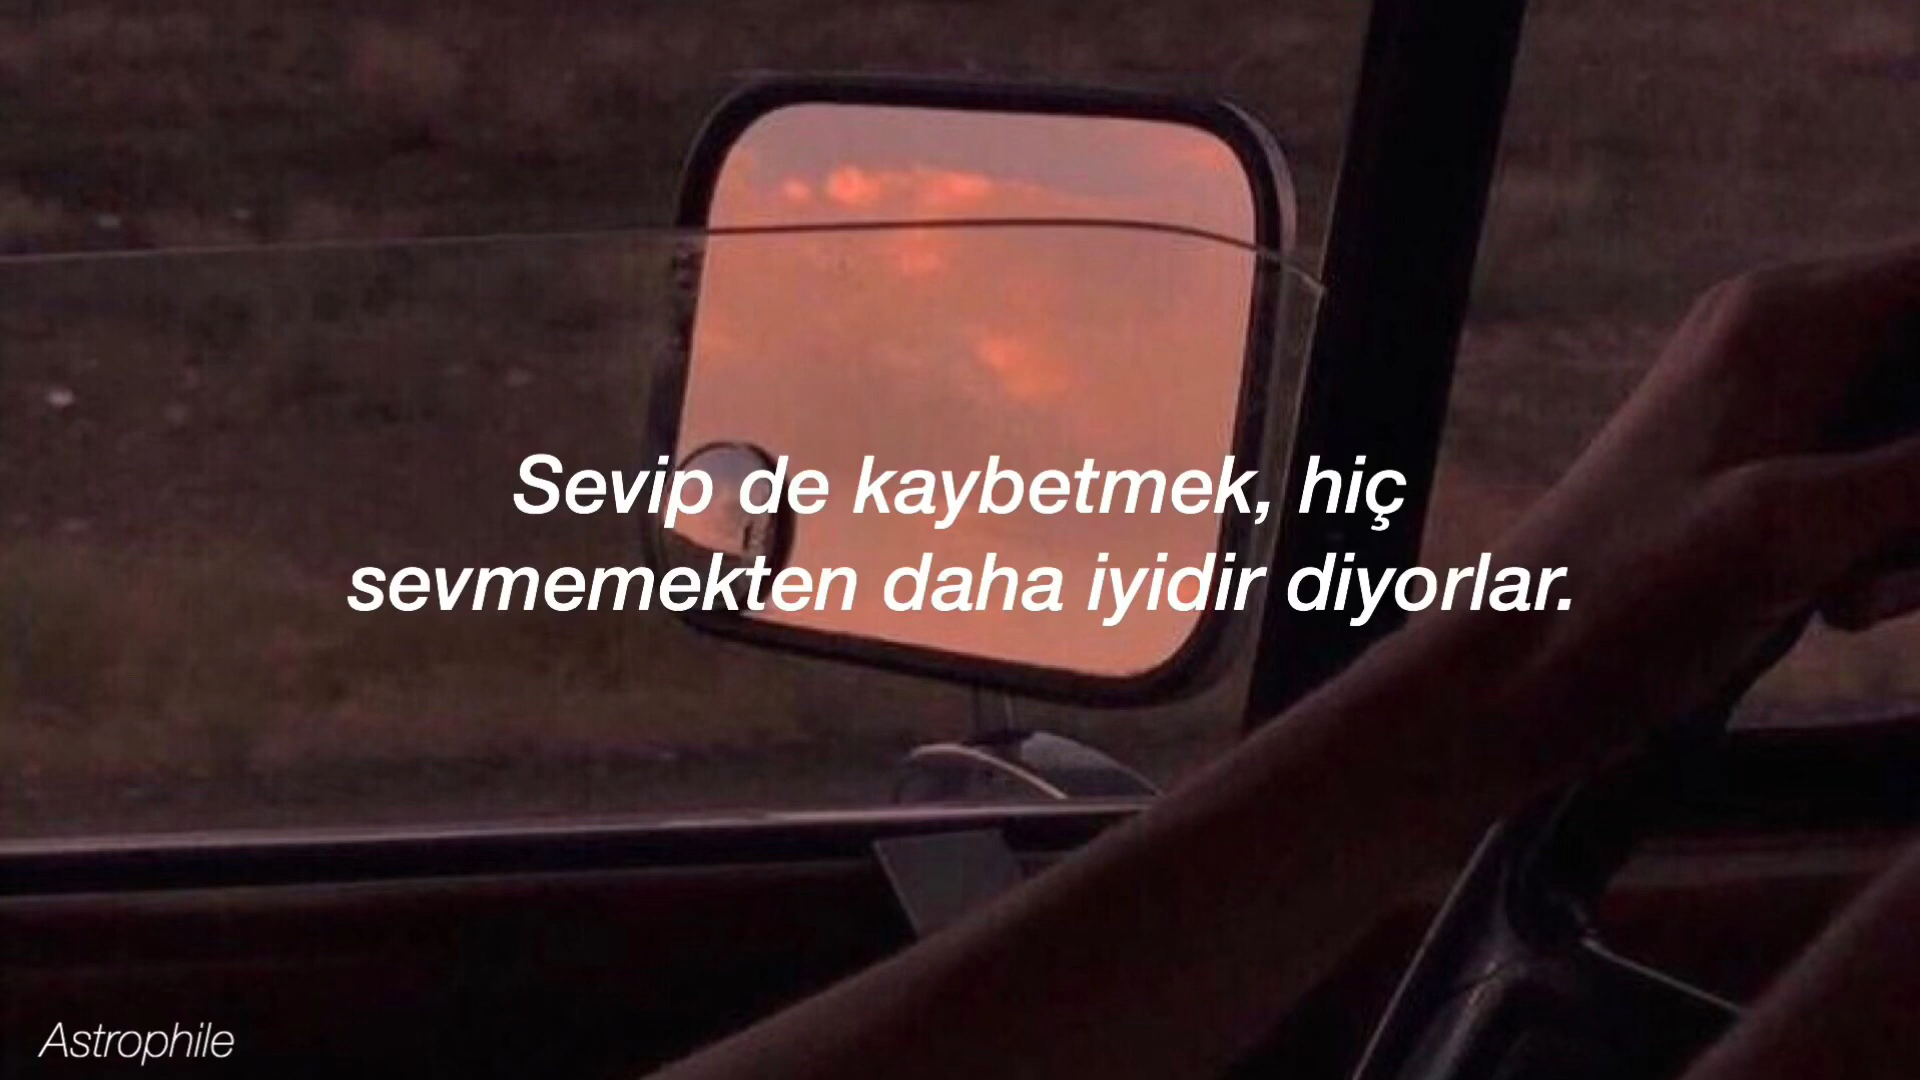 Sevip de kaybetmek, hiç
sevmemekten daha iyidir diyorlar.
Astrophile